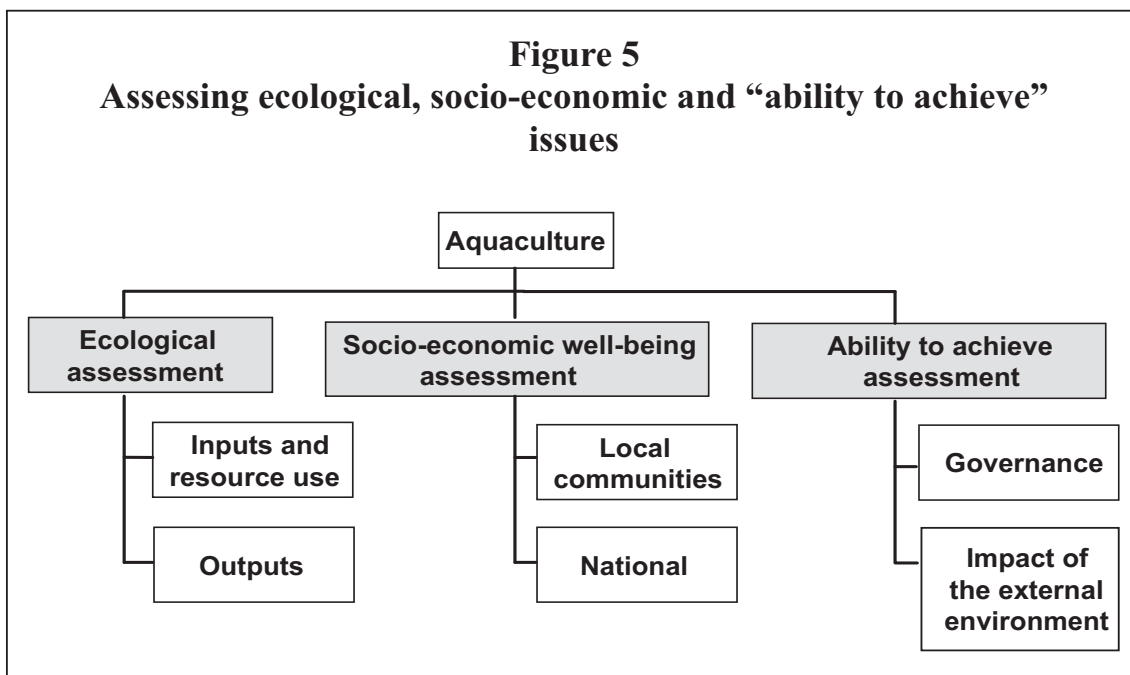 Figure 5
Assessing ecological, socio-economic and “ability to achieve”
issues
Aquaculture
Ecological
assessment
Inputs and
resource use
Outputs
Socio-economic well-being
assessment
Local
communities
National
Ability to achieve
assessment
Governance
Impact of
the external
environment